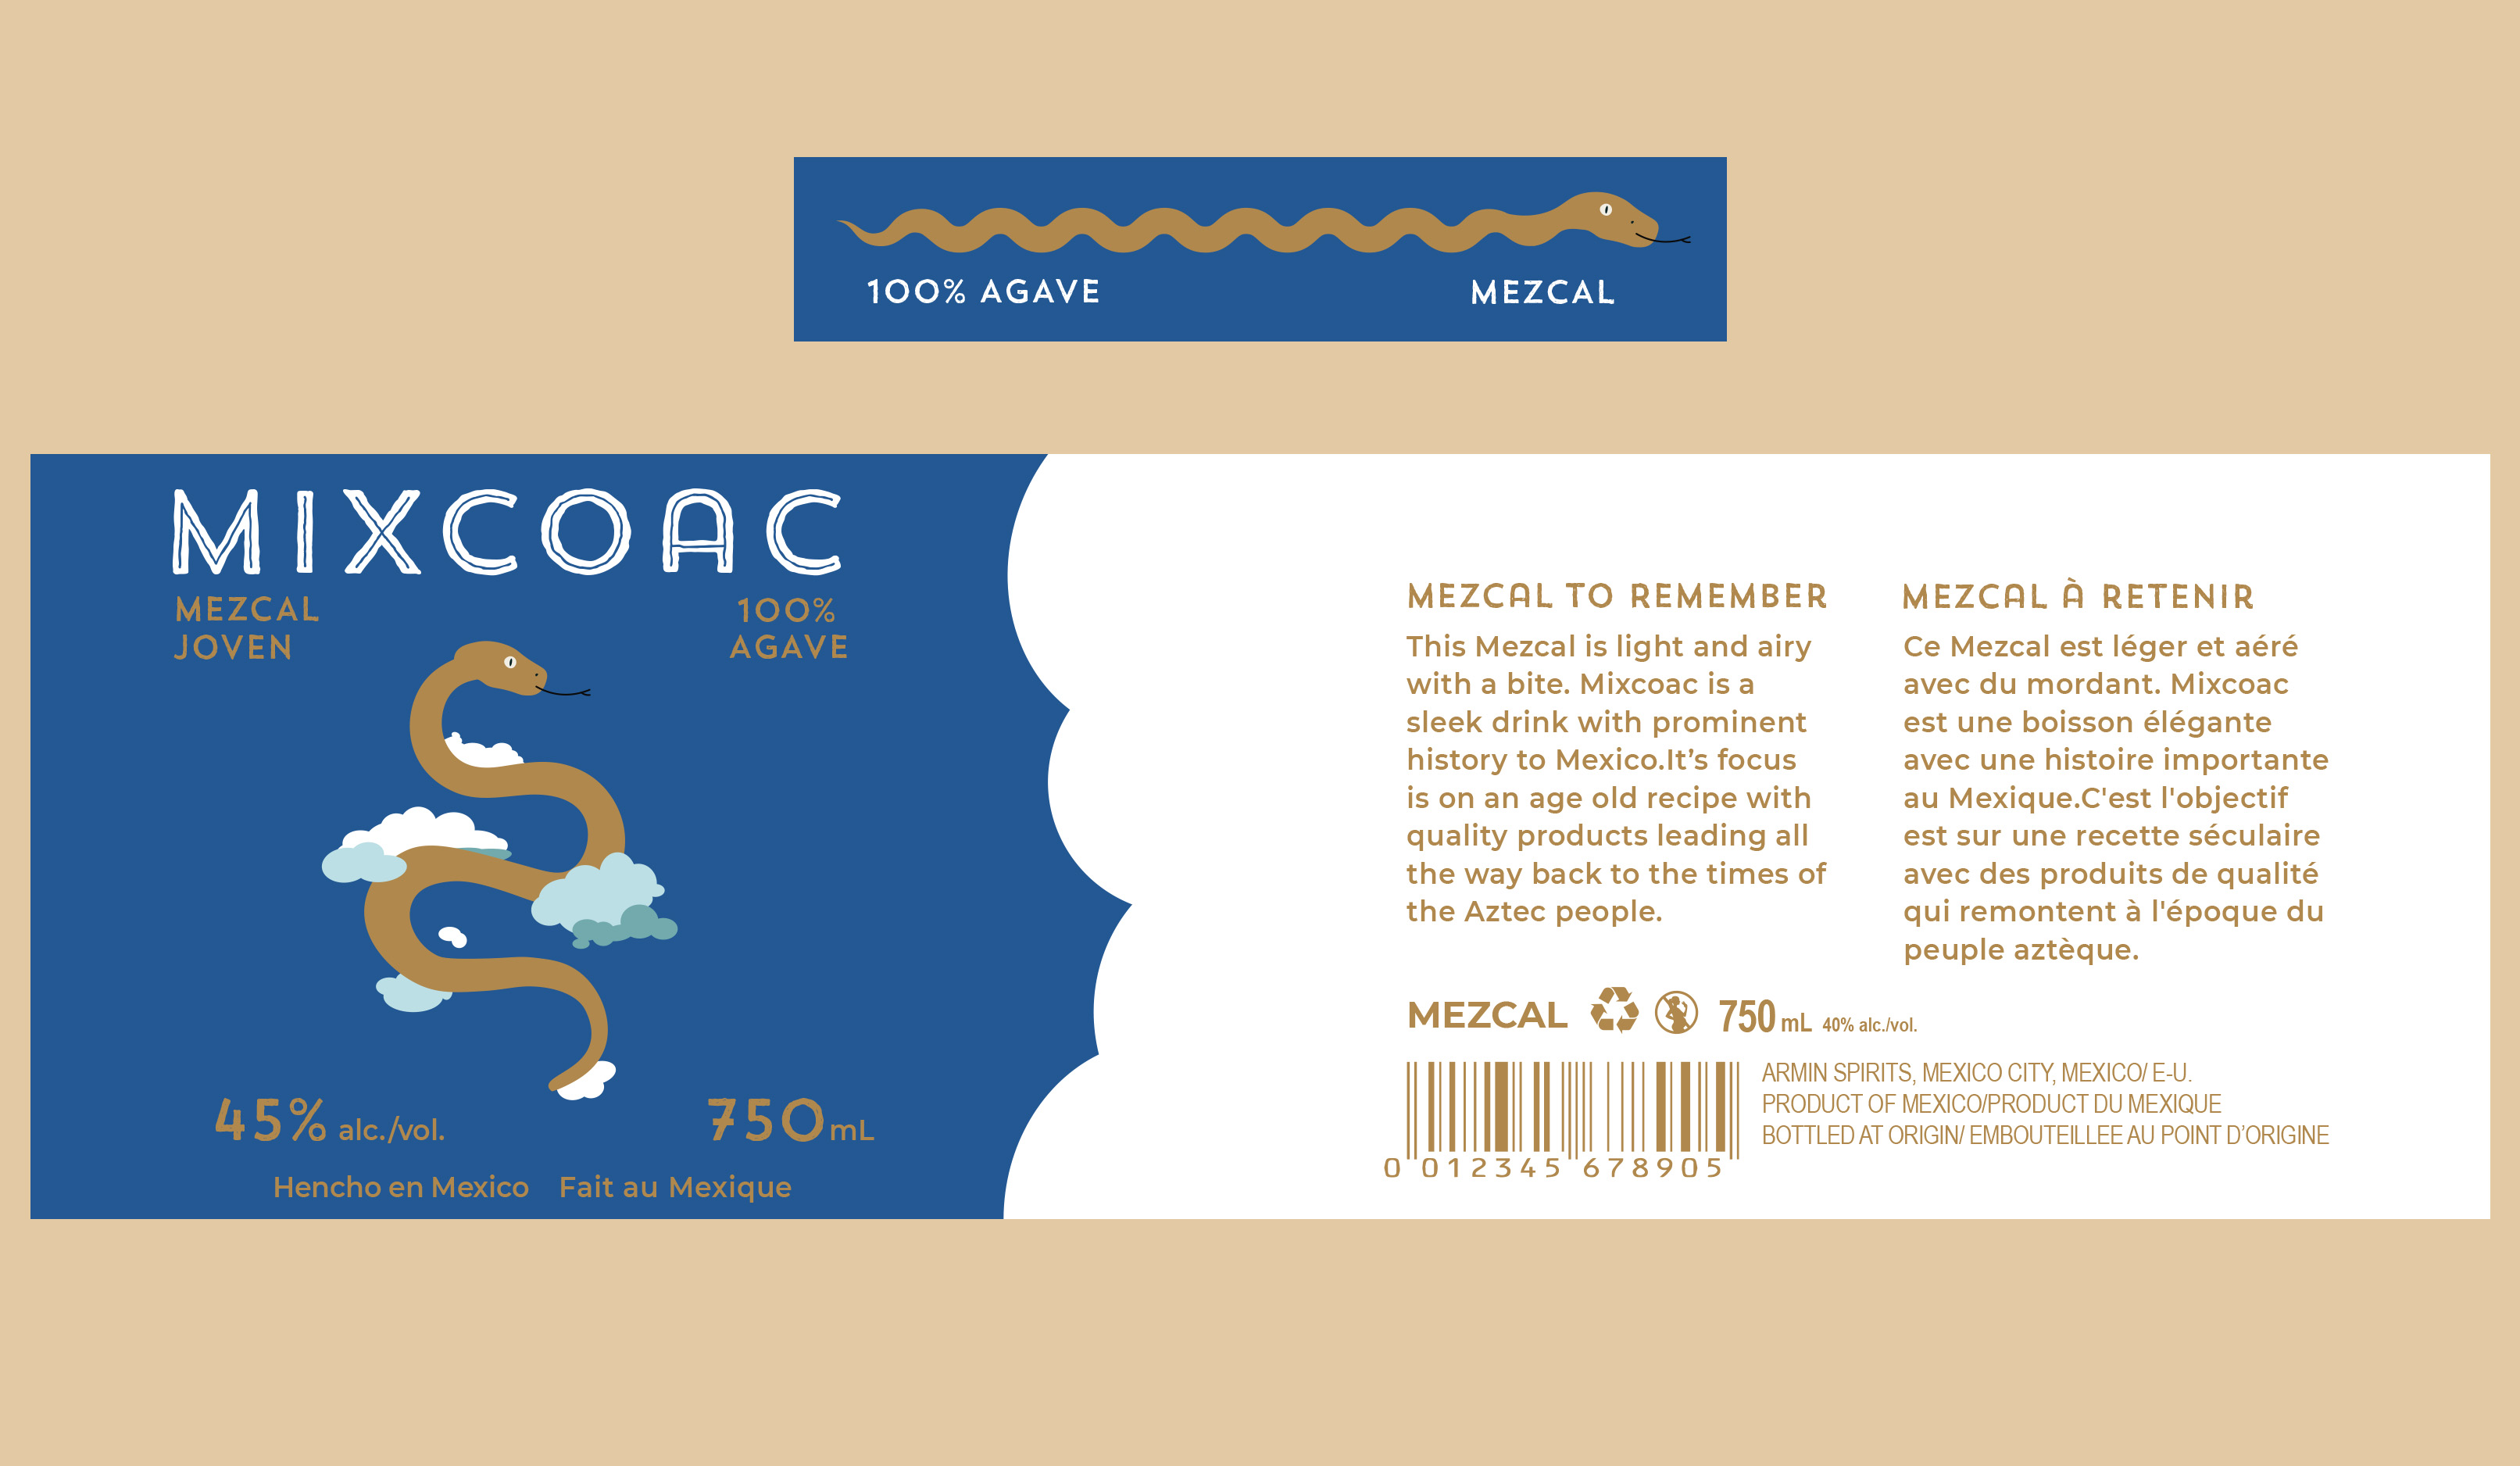 100% AGAVE
MEZCAL
MIXCOAC
MEZCAL
JOVEN
100%
AGAVE
45% alc./vol.
750 mL
Hencho en Mexico Fait au Mexique
MEZCAL TO REMEMBER
This Mezcal is light and airy
with a bite. Mixcoac is a
sleek drink with prominent
history to Mexico.It’s focus
is on an age old recipe with
quality products leading all
the way back to the times of
the Aztec people.
MEZCAL À RETENIR
Ce Mezcal est léger et aéré
avec du mordant. Mixcoac
est une boisson élégante
avec une histoire importante
au Mexique.C'est l'objectif
est sur une recette séculaire
avec des produits de qualité
qui remontent à l'époque du
peuple aztèque.
MEZCAL 750 mL 40% alc./vol.
0 012345 678905
ARMIN SPIRITS, MEXICO CITY, MEXICO/ E-U.
PRODUCT OF MEXICO/PRODUCT DU MEXIQUE
BOTTLED AT ORIGIN/ EMBOUTEILLEE AU POINT D’ORIGINE